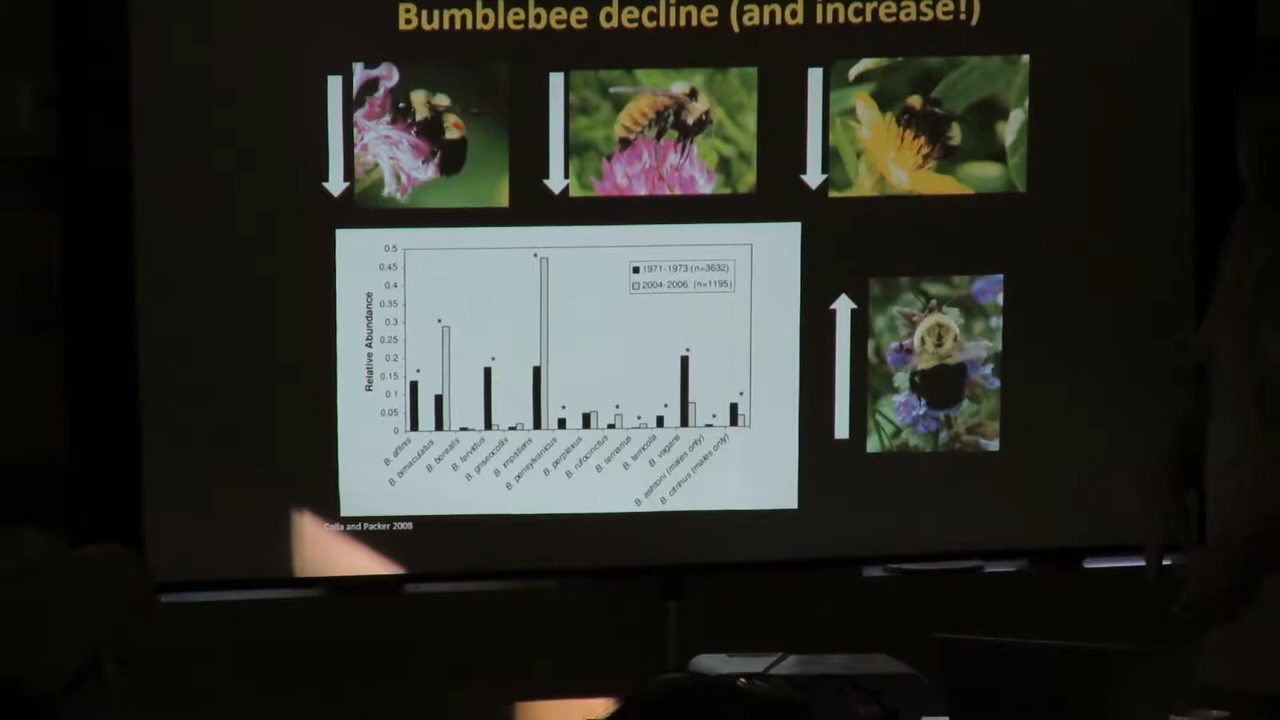 Bumblebee decline (and increase!)
0.5
0.45
0.4
0.35
0.3
0.25
0.2
0.15
0.1
0.05
0
Relative Abundance
1971-1973 (n=3632)
2004-2006 (n=1195)
* * * * * * * * * * *
B. affinis
B. bimaculatus
B. borealis
B. fervidus
B. griseocollis
B. impatiens
B. pensylvanicus
B. perplexus
B. rufocinctus
B. ternarius
B. terricola
B. vagans
B. ashtoni (males only)
B. citrinus (males only)
Colla and Packer 2008